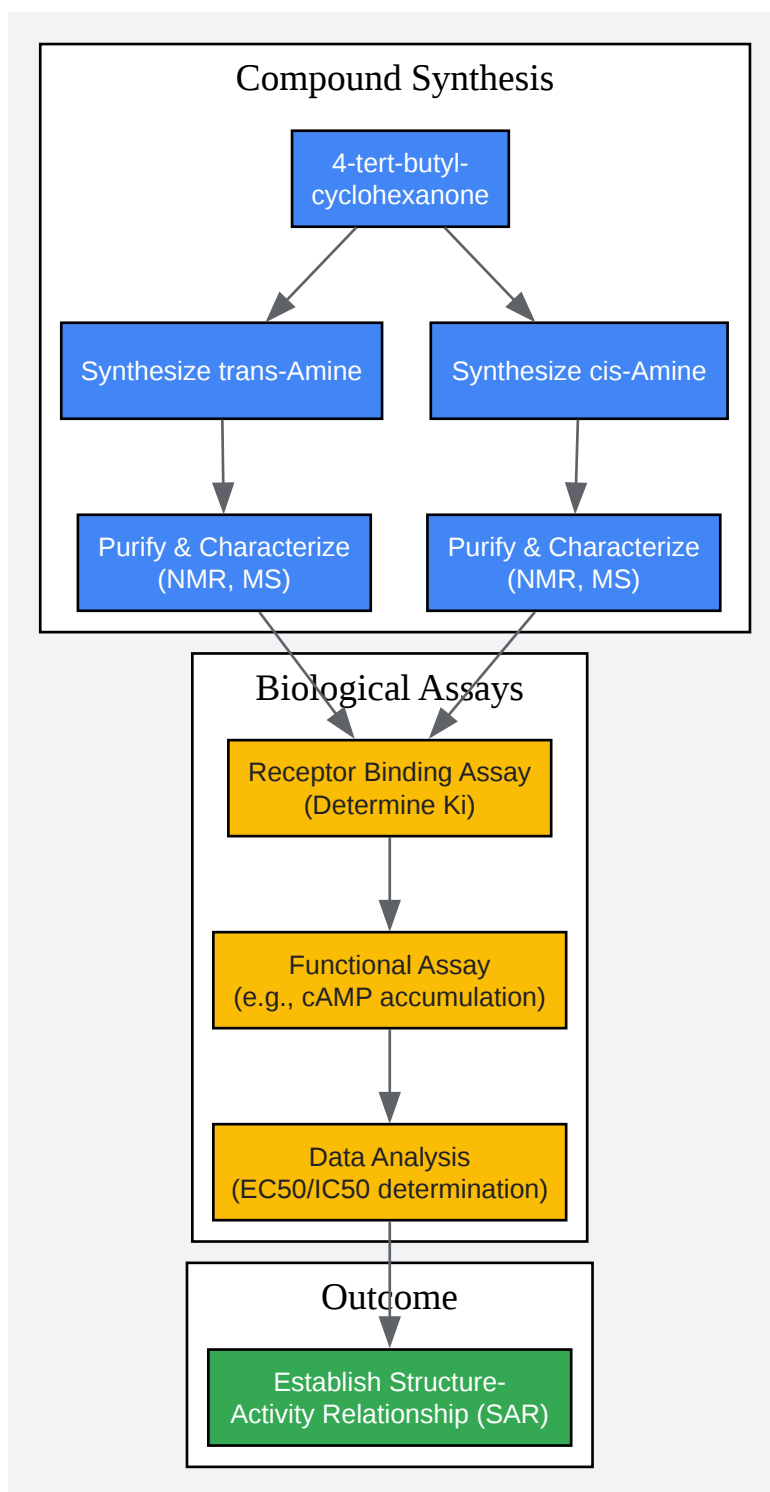 Compound Synthesis
4-tert-butyl-
cyclohexanone
Synthesize trans-Amine
Synthesize cis-Amine
Purify & Characterize
(NMR, MS)
Purify & Characterize
(NMR, MS)
Biological Assays
Receptor Binding Assay
(Determine Ki)
Functional Assay
(e.g., cAMP accumulation)
Data Analysis
(EC50/IC50 determination)
Outcome
Establish Structure-
Activity Relationship (SAR)